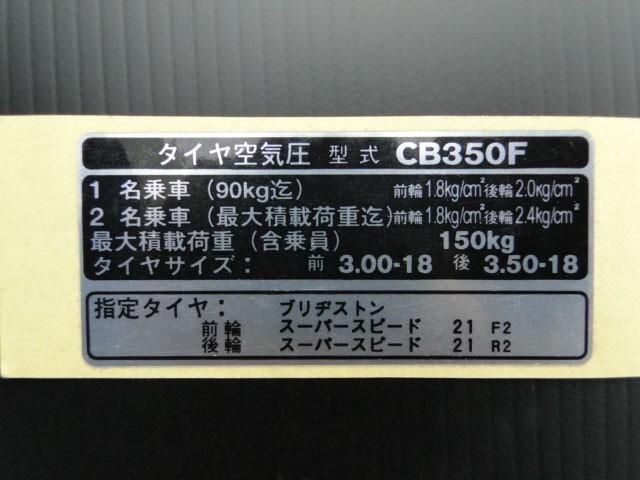 タイヤ空気圧 型式 CB350F
1 名乗車 (90kg迄) 前輪1.8kg/cm² 後輪2.0kg/cm²
2 名乗車 (最大積載荷重迄) 前輪1.8kg/cm² 後輪2.4kg/cm²
最大積載荷重 (含乗員) 150kg
タイヤサイズ: 前 3.00-18 後 3.50-18
指定タイヤ: ブリヂストン
前輪 スーパースピード 21 F2
後輪 スーパースピード 21 R2